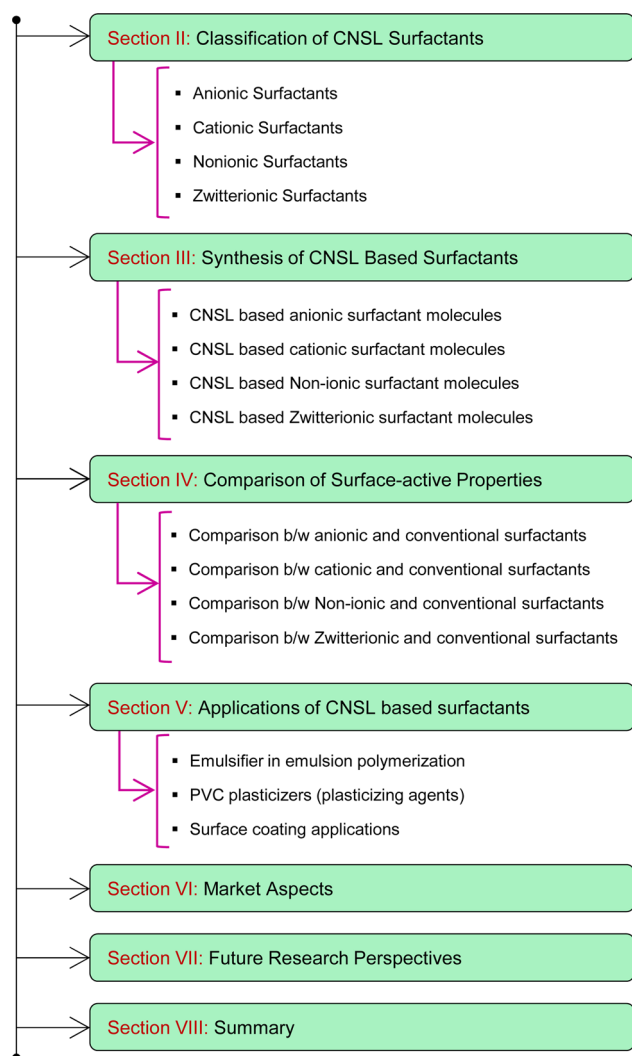 Section II: Classification of CNSL Surfactants
▪ Anionic Surfactants
▪ Cationic Surfactants
▪ Nonionic Surfactants
▪ Zwitterionic Surfactants
Section III: Synthesis of CNSL Based Surfactants
▪ CNSL based anionic surfactant molecules
▪ CNSL based cationic surfactant molecules
▪ CNSL based Non-ionic surfactant molecules
▪ CNSL based Zwitterionic surfactant molecules
Section IV: Comparison of Surface-active Properties
▪ Comparison b/w anionic and conventional surfactants
▪ Comparison b/w cationic and conventional surfactants
▪ Comparison b/w Non-ionic and conventional surfactants
▪ Comparison b/w Zwitterionic and conventional surfactants
Section V: Applications of CNSL based surfactants
▪ Emulsifier in emulsion polymerization
▪ PVC plasticizers (plasticizing agents)
▪ Surface coating applications
Section VI: Market Aspects
Section VII: Future Research Perspectives
Section VIII: Summary